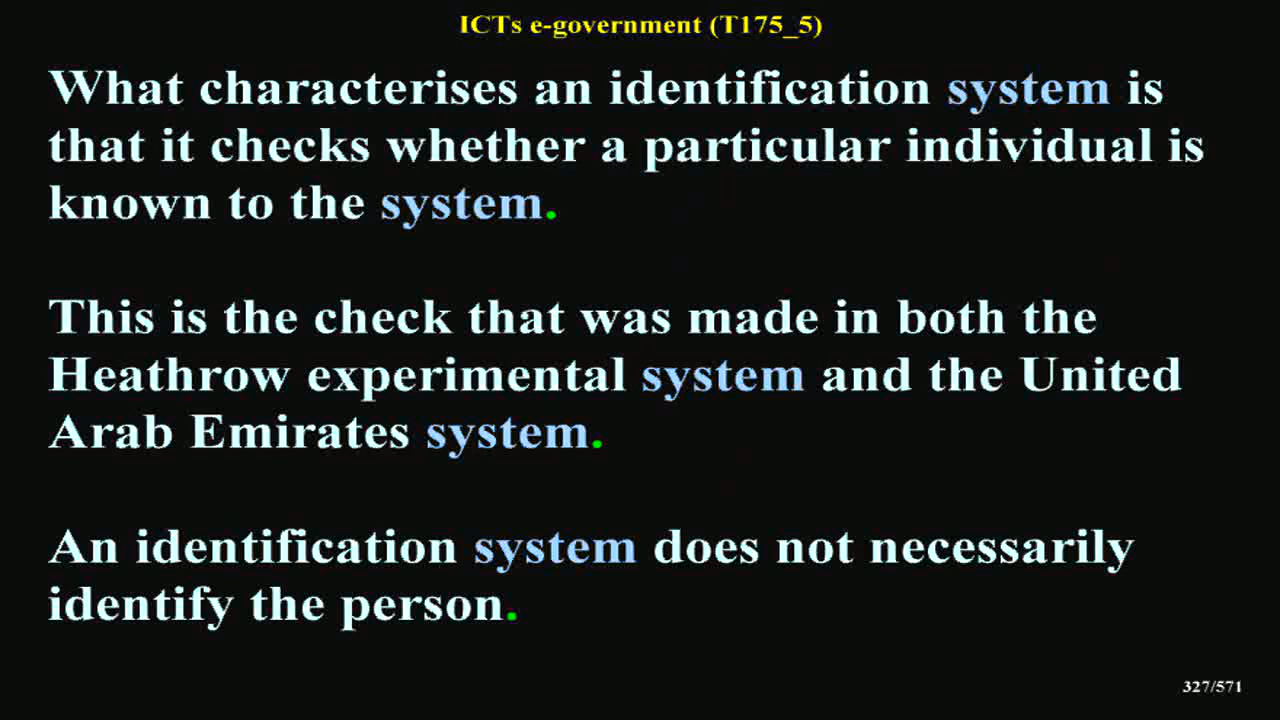 ICTs e-government (T175_5)
What characterises an identification system is
that it checks whether a particular individual is
known to the system.
This is the check that was made in both the
Heathrow experimental system and the United
Arab Emirates system.
An identification system does not necessarily
identify the person.
327/571